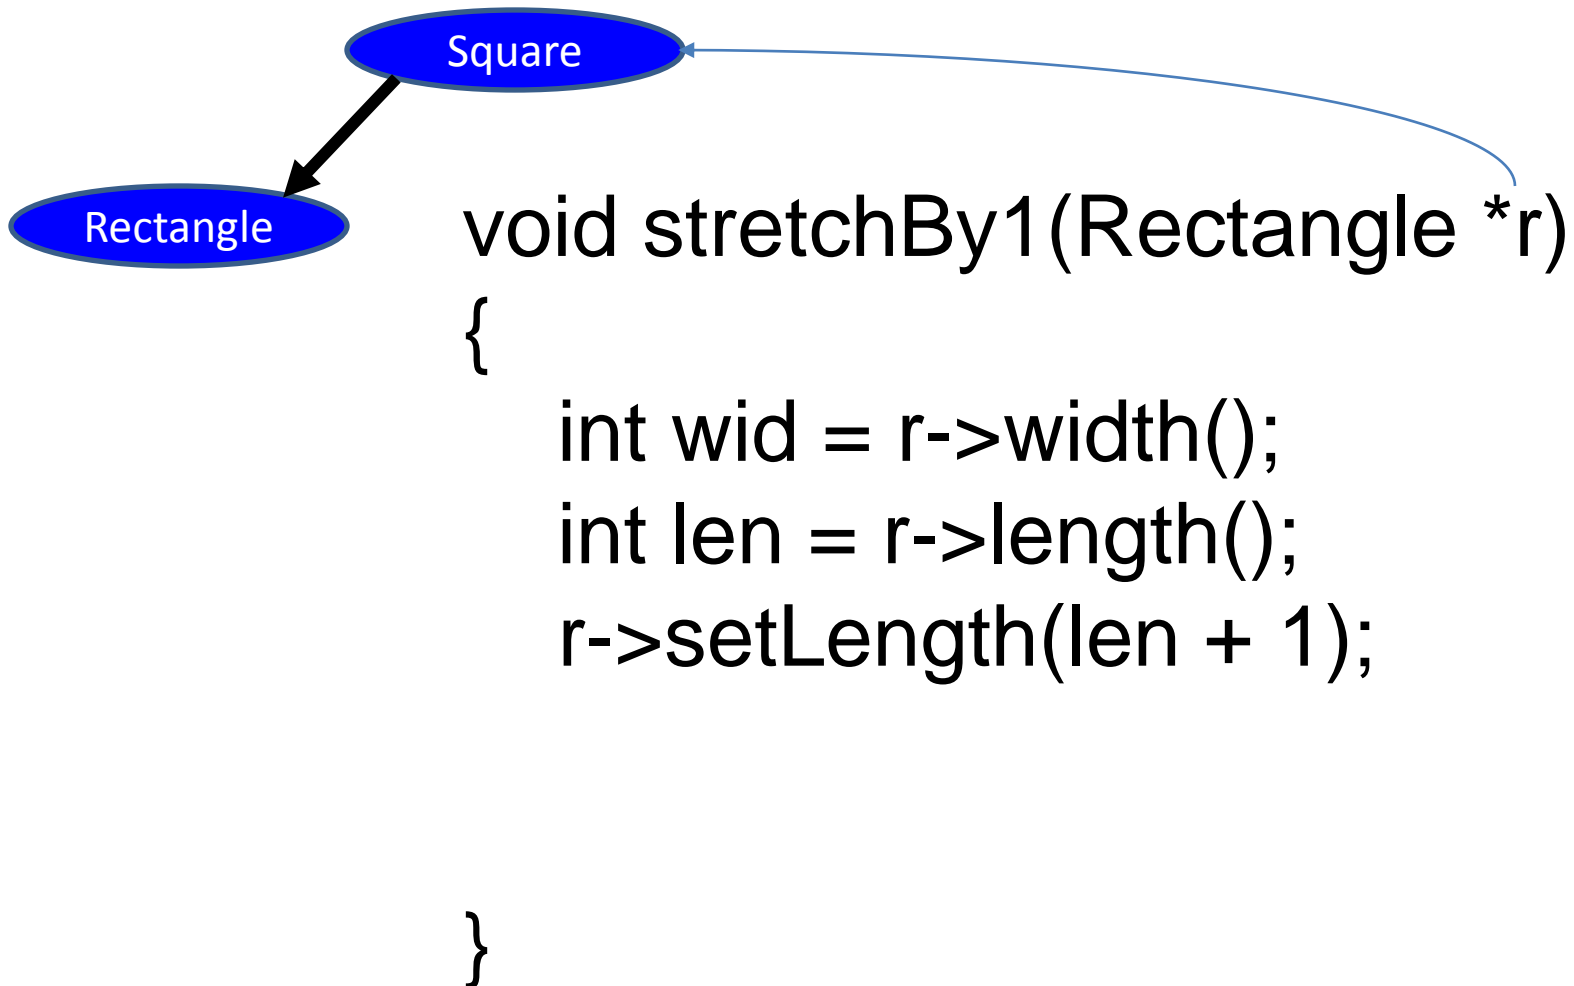 Square
Rectangle
void stretchBy1(Rectangle *r)
{
int wid = r->width();
int len = r->length();
r->setLength(len + 1);
}